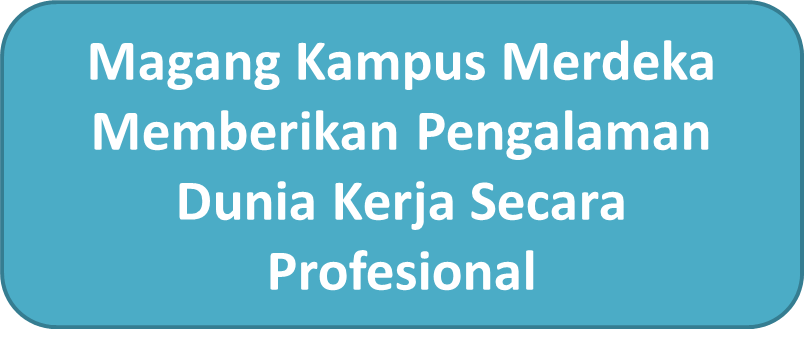 Magang Kampus Merdeka
Memberikan Pengalaman
Dunia Kerja Secara
Profesional